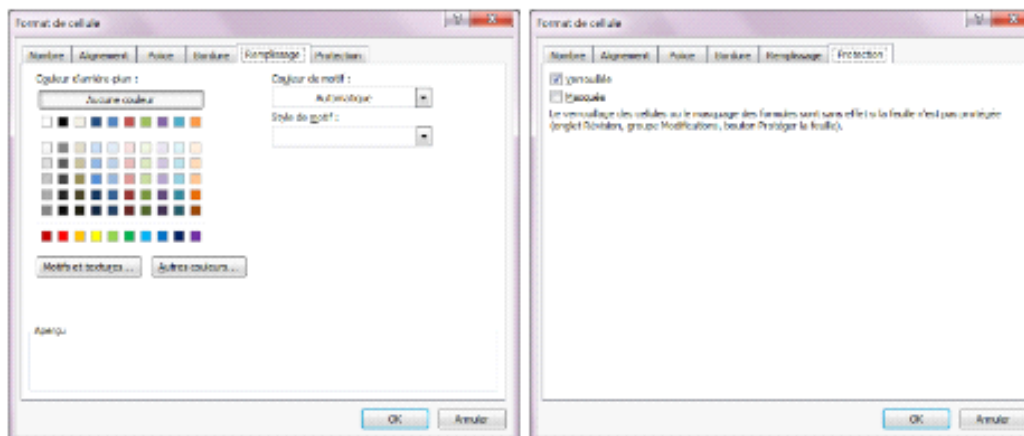 Format de cellule
Nombre Alignement Police Bordure Remplissage Protection
Couleur d'arrière-plan :
Aucune couleur
Couleur de motif :
Automatique
Style de motif :
Motifs et textures... Autres couleurs...
Aperçu
OK Annuler
Format de cellule
Nombre Alignement Police Bordure Remplissage Protection
Verrouillée
Masquée
Le verrouillage des cellules ou le masquage des formules sont sans effet si la feuille n'est pas protégée
(onglet Révision, groupe Modifications, bouton Protéger la feuille).
OK Annuler